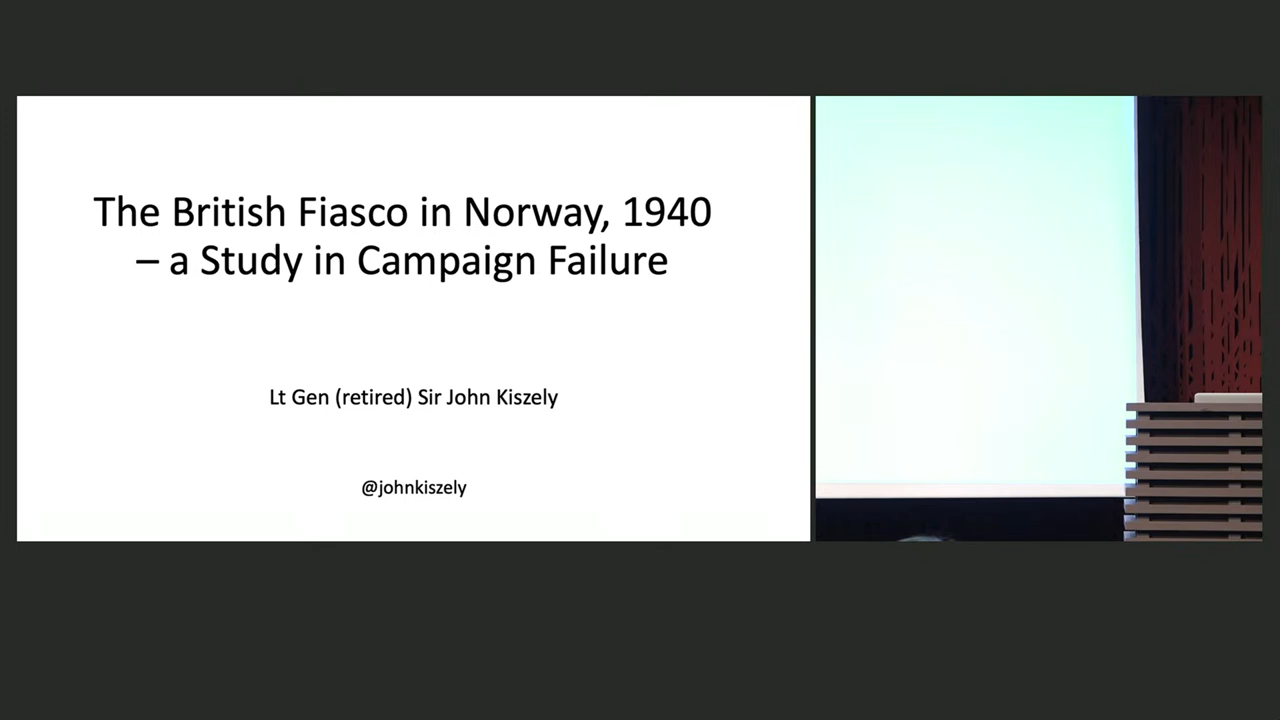 The British Fiasco in Norway, 1940
– a Study in Campaign Failure
Lt Gen (retired) Sir John Kiszely
@johnkiszely